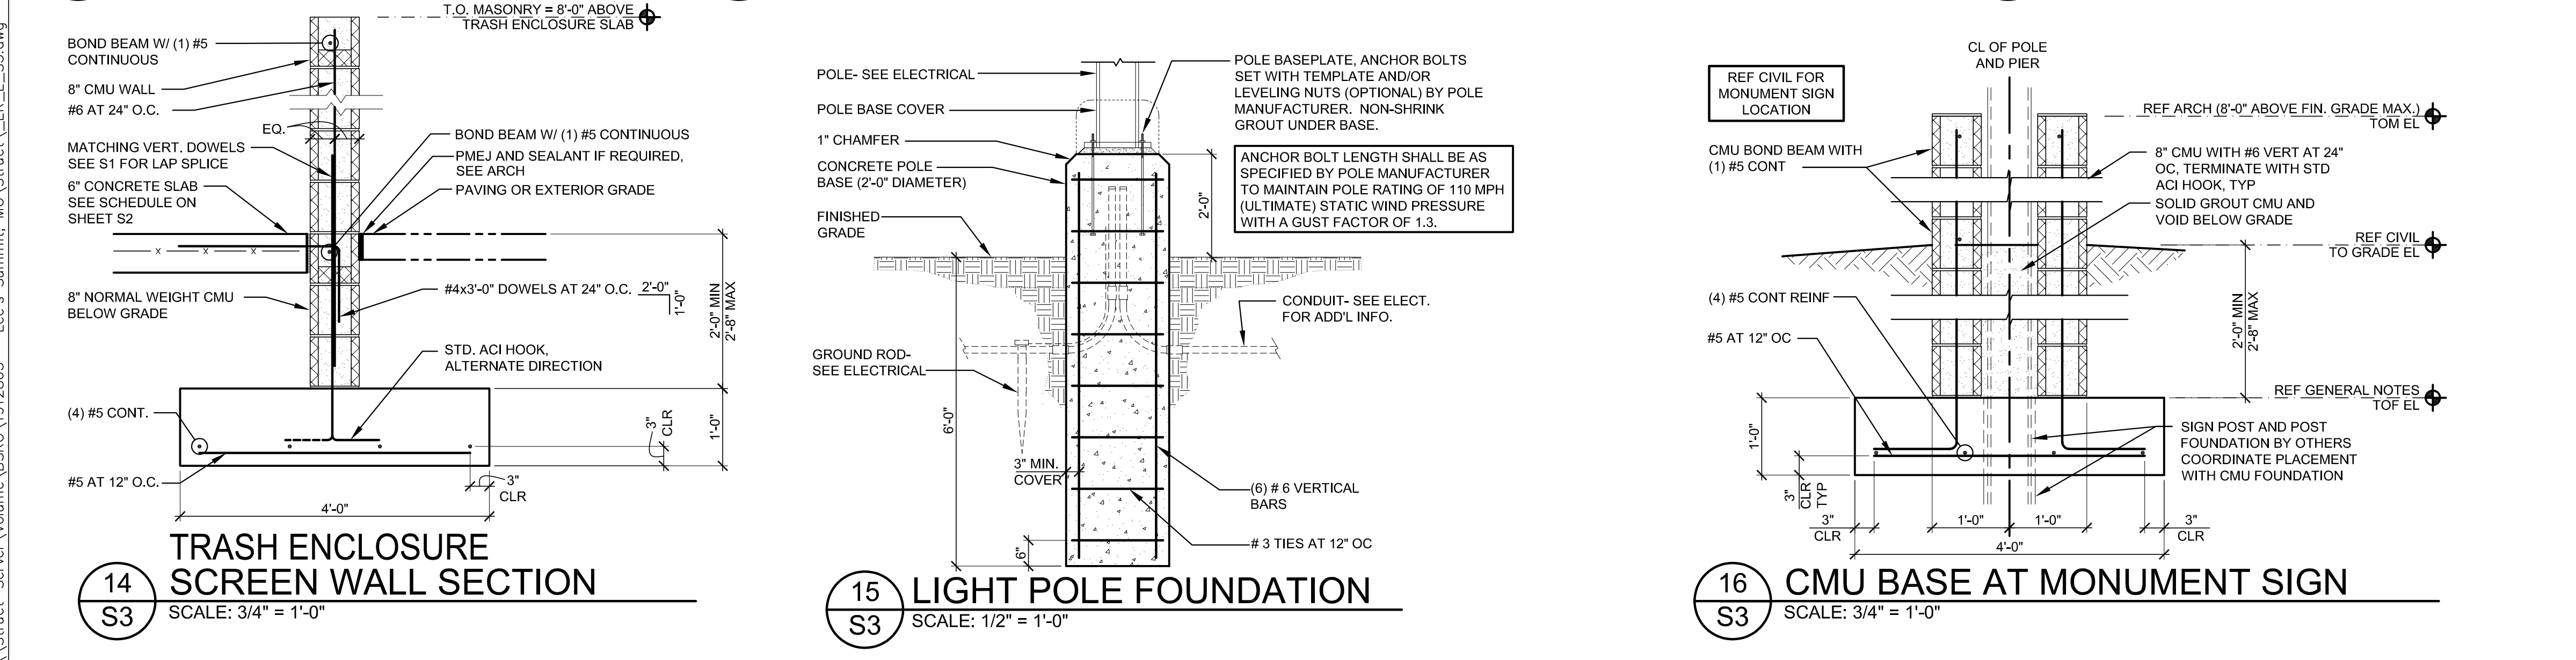 T.O. MASONRY = 8'-0" ABOVE
TRASH ENCLOSURE SLAB
BOND BEAM W/ (1) #5
CONTINUOUS
8" CMU WALL
#6 AT 24" O.C.
EQ.
MATCHING VERT. DOWELS
SEE S1 FOR LAP SPLICE
6" CONCRETE SLAB
SEE SCHEDULE ON
SHEET S2
BOND BEAM W/ (1) #5 CONTINUOUS
PMEJ AND SEALANT IF REQUIRED,
SEE ARCH
PAVING OR EXTERIOR GRADE
x x x
8" NORMAL WEIGHT CMU
BELOW GRADE
#4x3'-0" DOWELS AT 24" O.C.
2'-0"
1'-0"
2'-0" MIN
2'-8" MAX
STD. ACI HOOK,
ALTERNATE DIRECTION
(4) #5 CONT.
3"
CLR
1'-0"
#5 AT 12" O.C.
3"
CLR
4'-0"
14
S3
TRASH ENCLOSURE
SCREEN WALL SECTION
SCALE: 3/4" = 1'-0"
POLE- SEE ELECTRICAL
POLE BASE COVER
1" CHAMFER
CONCRETE POLE
BASE (2'-0" DIAMETER)
FINISHED
GRADE
POLE BASEPLATE, ANCHOR BOLTS
SET WITH TEMPLATE AND/OR
LEVELING NUTS (OPTIONAL) BY POLE
MANUFACTURER. NON-SHRINK
GROUT UNDER BASE.
ANCHOR BOLT LENGTH SHALL BE AS
SPECIFIED BY POLE MANUFACTURER
TO MAINTAIN POLE RATING OF 110 MPH
(ULTIMATE) STATIC WIND PRESSURE
WITH A GUST FACTOR OF 1.3.
2'-0"
CONDUIT- SEE ELECT.
FOR ADD'L INFO.
GROUND ROD-
SEE ELECTRICAL
6'-0"
3" MIN.
COVER
(6) # 6 VERTICAL
BARS
# 3 TIES AT 12" OC
6"
15
S3
LIGHT POLE FOUNDATION
SCALE: 1/2" = 1'-0"
CL OF POLE
AND PIER
REF CIVIL FOR
MONUMENT SIGN
LOCATION
REF ARCH (8'-0" ABOVE FIN. GRADE MAX.)
TOM EL
CMU BOND BEAM WITH
(1) #5 CONT
8" CMU WITH #6 VERT AT 24"
OC, TERMINATE WITH STD
ACI HOOK, TYP
SOLID GROUT CMU AND
VOID BELOW GRADE
REF CIVIL
TO GRADE EL
(4) #5 CONT REINF
#5 AT 12" OC
2'-0" MIN
2'-8" MAX
REF GENERAL NOTES
TOF EL
1'-0"
SIGN POST AND POST
FOUNDATION BY OTHERS
COORDINATE PLACEMENT
WITH CMU FOUNDATION
3"
CLR
TYP
3"
CLR
1'-0"
1'-0"
3"
CLR
4'-0"
16
S3
CMU BASE AT MONUMENT SIGN
SCALE: 3/4" = 1'-0"